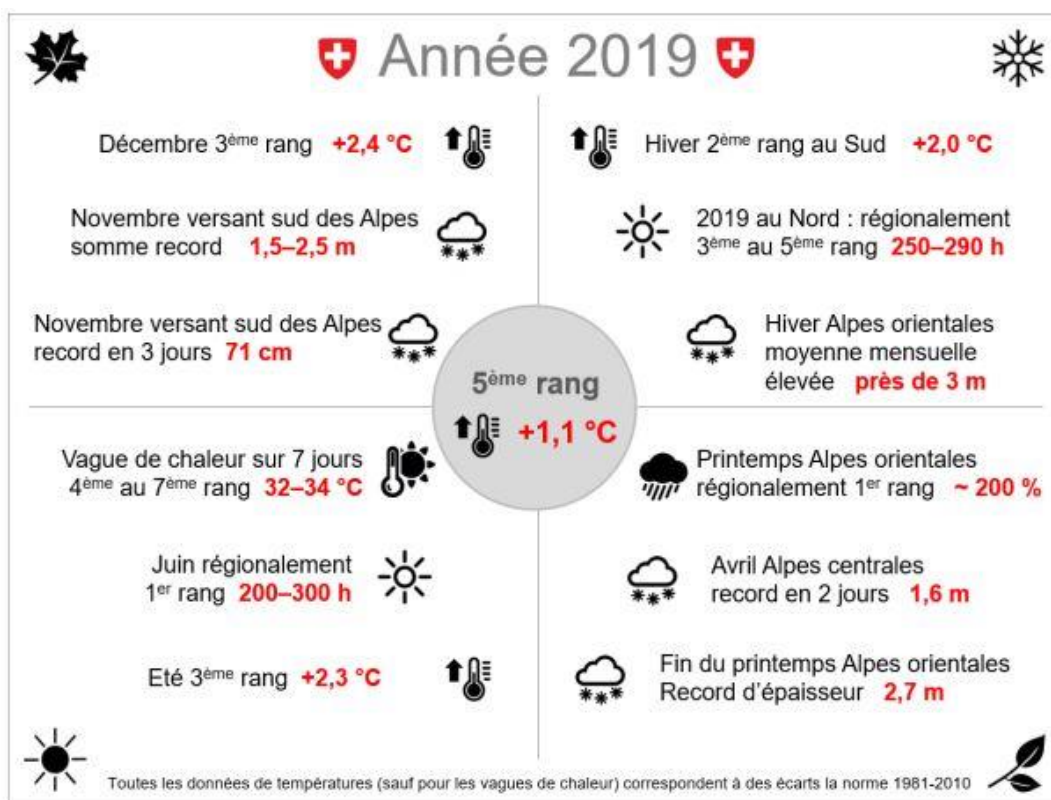 Année 2019
Décembre 3ème rang +2,4 °C
Novembre versant sud des Alpes
somme record 1,5–2,5 m
Novembre versant sud des Alpes
record en 3 jours 71 cm
Hiver 2ème rang au Sud +2,0 °C
2019 au Nord : régionalement
3ème au 5ème rang 250–290 h
Hiver Alpes orientales
moyenne mensuelle
élevée près de 3 m
5ème rang
+1,1 °C
Vague de chaleur sur 7 jours
4ème au 7ème rang 32–34 °C
Juin régionalement
1er rang 200–300 h
Eté 3ème rang +2,3 °C
Printemps Alpes orientales
régionalement 1er rang ~ 200 %
Avril Alpes centrales
record en 2 jours 1,6 m
Fin du printemps Alpes orientales
Record d'épaisseur 2,7 m
Toutes les données de températures (sauf pour les vagues de chaleur) correspondent à des écarts la norme 1981-2010